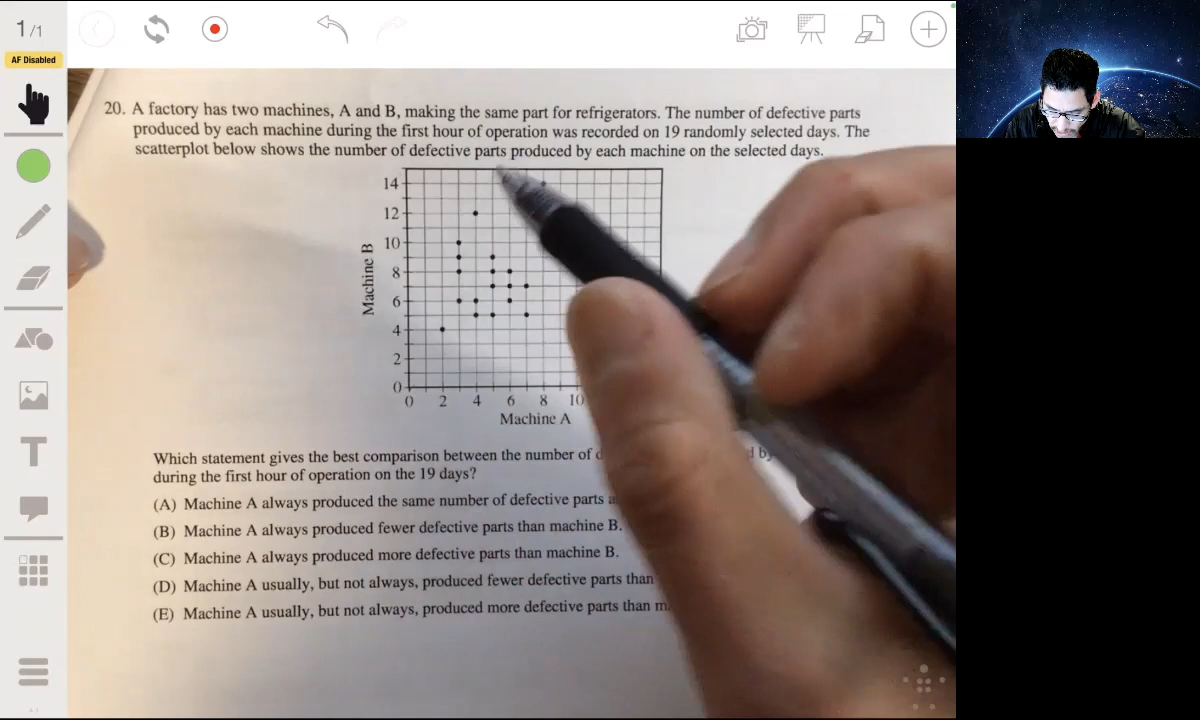 1/1
AF Disabled
20. A factory has two machines, A and B, making the same part for refrigerators. The number of defective parts
produced by each machine during the first hour of operation was recorded on 19 randomly selected days. The
scatterplot below shows the number of defective parts produced by each machine on the selected days.
14
12
10
8
6
4
2
0
Machine B
0 2 4 6 8 10
Machine A
Which statement gives the best comparison between the number of
during the first hour of operation on the 19 days?
(A) Machine A always produced the same number of defective parts
(B) Machine A always produced fewer defective parts than machine B.
(C) Machine A always produced more defective parts than machine B.
(D) Machine A usually, but not always, produced fewer defective parts than
(E) Machine A usually, but not always, produced more defective parts than
T